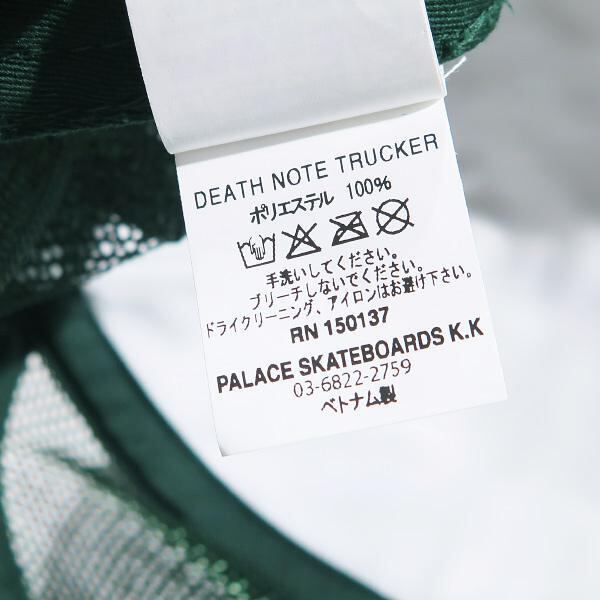 DEATH NOTE TRUCKER
ポリエステル 100%
手洗いしてください。
ブリーチしないでください。
ドライクリーニング、アイロンはお避け下さい。
RN 150137
PALACE SKATEBOARDS K.K
03-6822-2759
ベトナム製